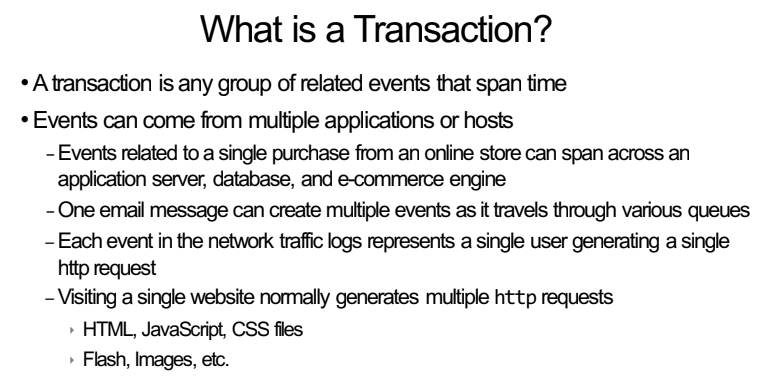 What is a Transaction?
• A transaction is any group of related events that span time
• Events can come from multiple applications or hosts
– Events related to a single purchase from an online store can span across an
application server, database, and e-commerce engine
– One email message can create multiple events as it travels through various queues
– Each event in the network traffic logs represents a single user generating a single
http request
– Visiting a single website normally generates multiple http requests
‣ HTML, JavaScript, CSS files
‣ Flash, Images, etc.